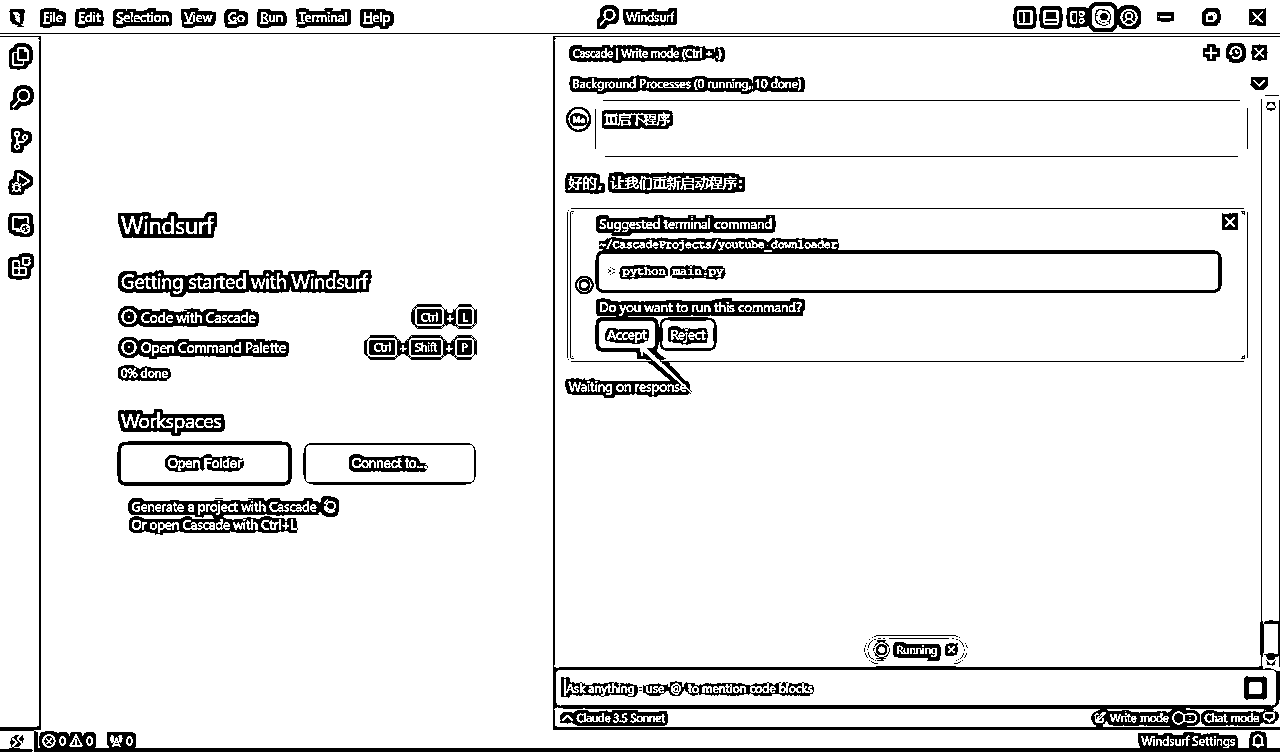 File Edit Selection View Go Run Terminal Help
Windsurf
Cascade | Write mode (Ctrl + .)
Background Processes (0 running, 10 done)
Me
重启下程序
好的，让我们重新启动程序：
Suggested terminal command
~/CascadeProjects/youtube_downloader
python main.py
Do you want to run this command?
Accept Reject
Waiting on response
Windsurf
Getting started with Windsurf
Code with Cascade Ctrl + L
Open Command Palette Ctrl + Shift + P
0% done
Workspaces
Open Folder Connect to...
Generate a project with Cascade
Or open Cascade with Ctrl+L
Running
Ask anything - use @ to mention code blocks
Claude 3.5 Sonnet
Write mode Chat mode
0 0 0
Windsurf Settings